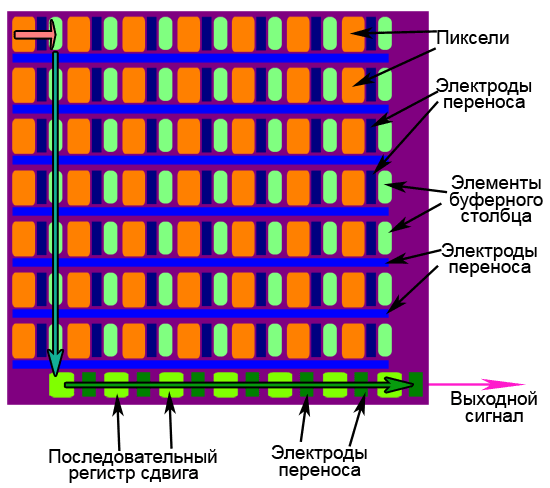 Пиксели
Электроды
переноса
Элементы
буферного
столбца
Электроды
переноса
Выходной
сигнал
Последовательный
регистр сдвига
Электроды
переноса